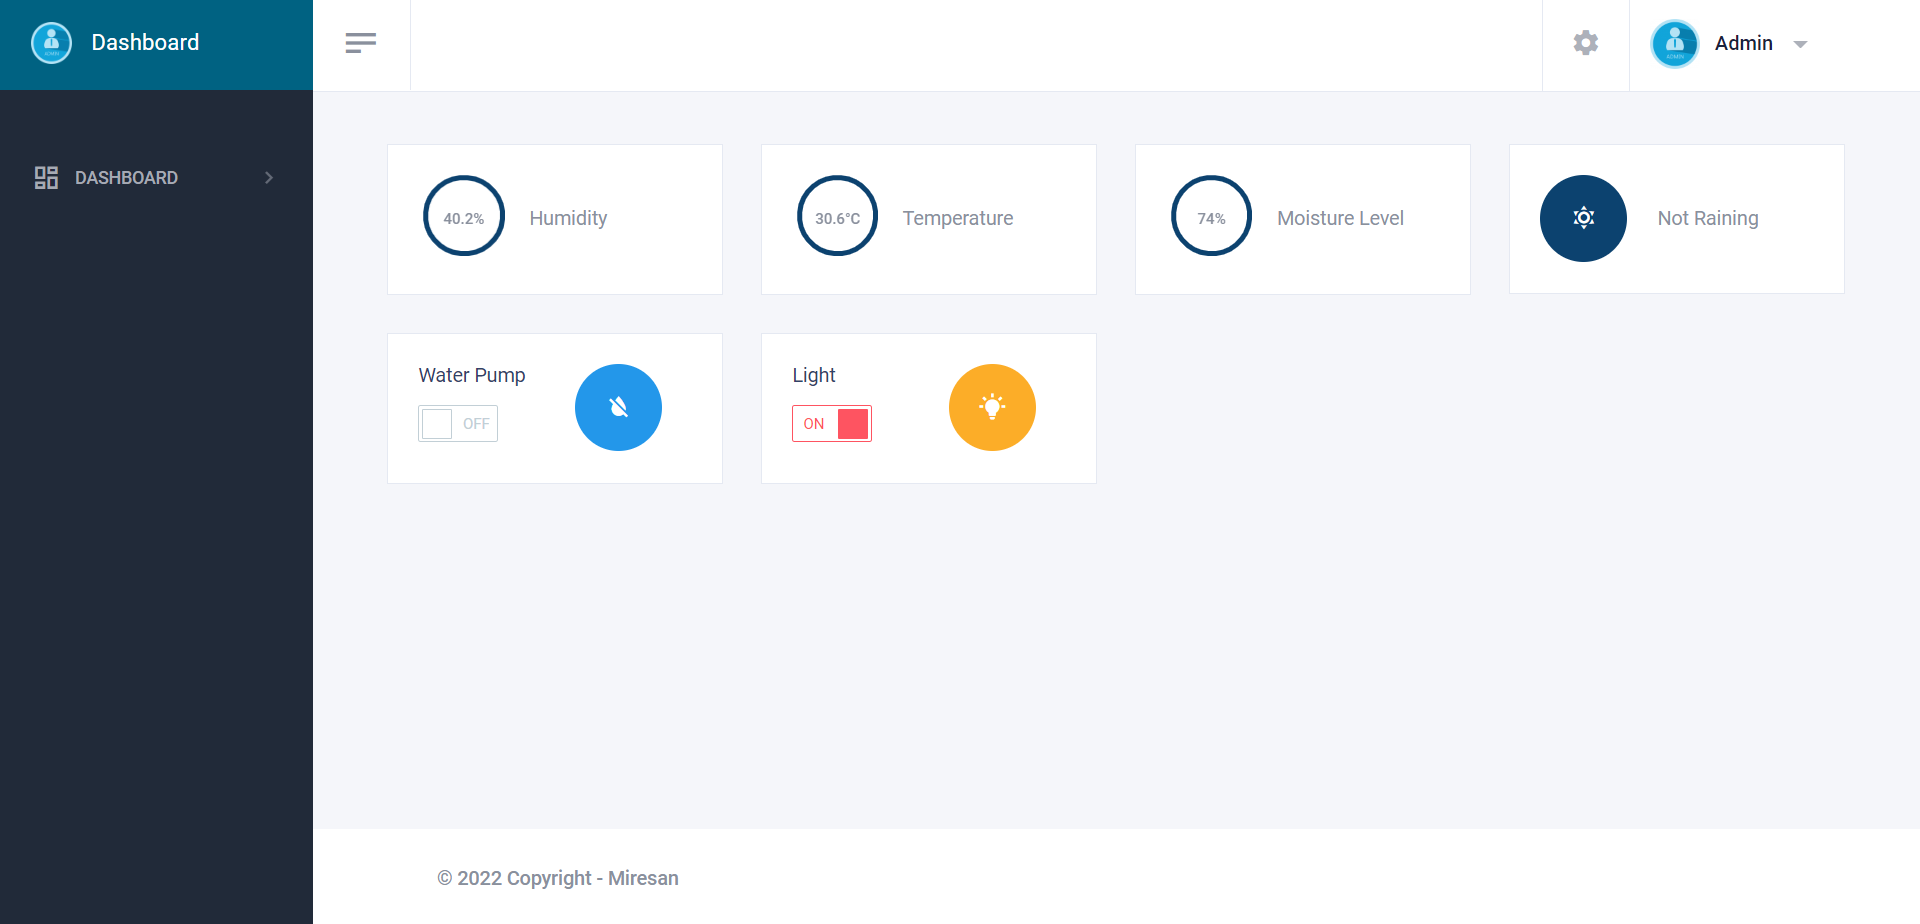 Dashboard
Admin
DASHBOARD
40.2%
Humidity
30.6°C
Temperature
74%
Moisture Level
Not Raining
Water Pump
OFF
Light
ON
© 2022 Copyright - Miresan